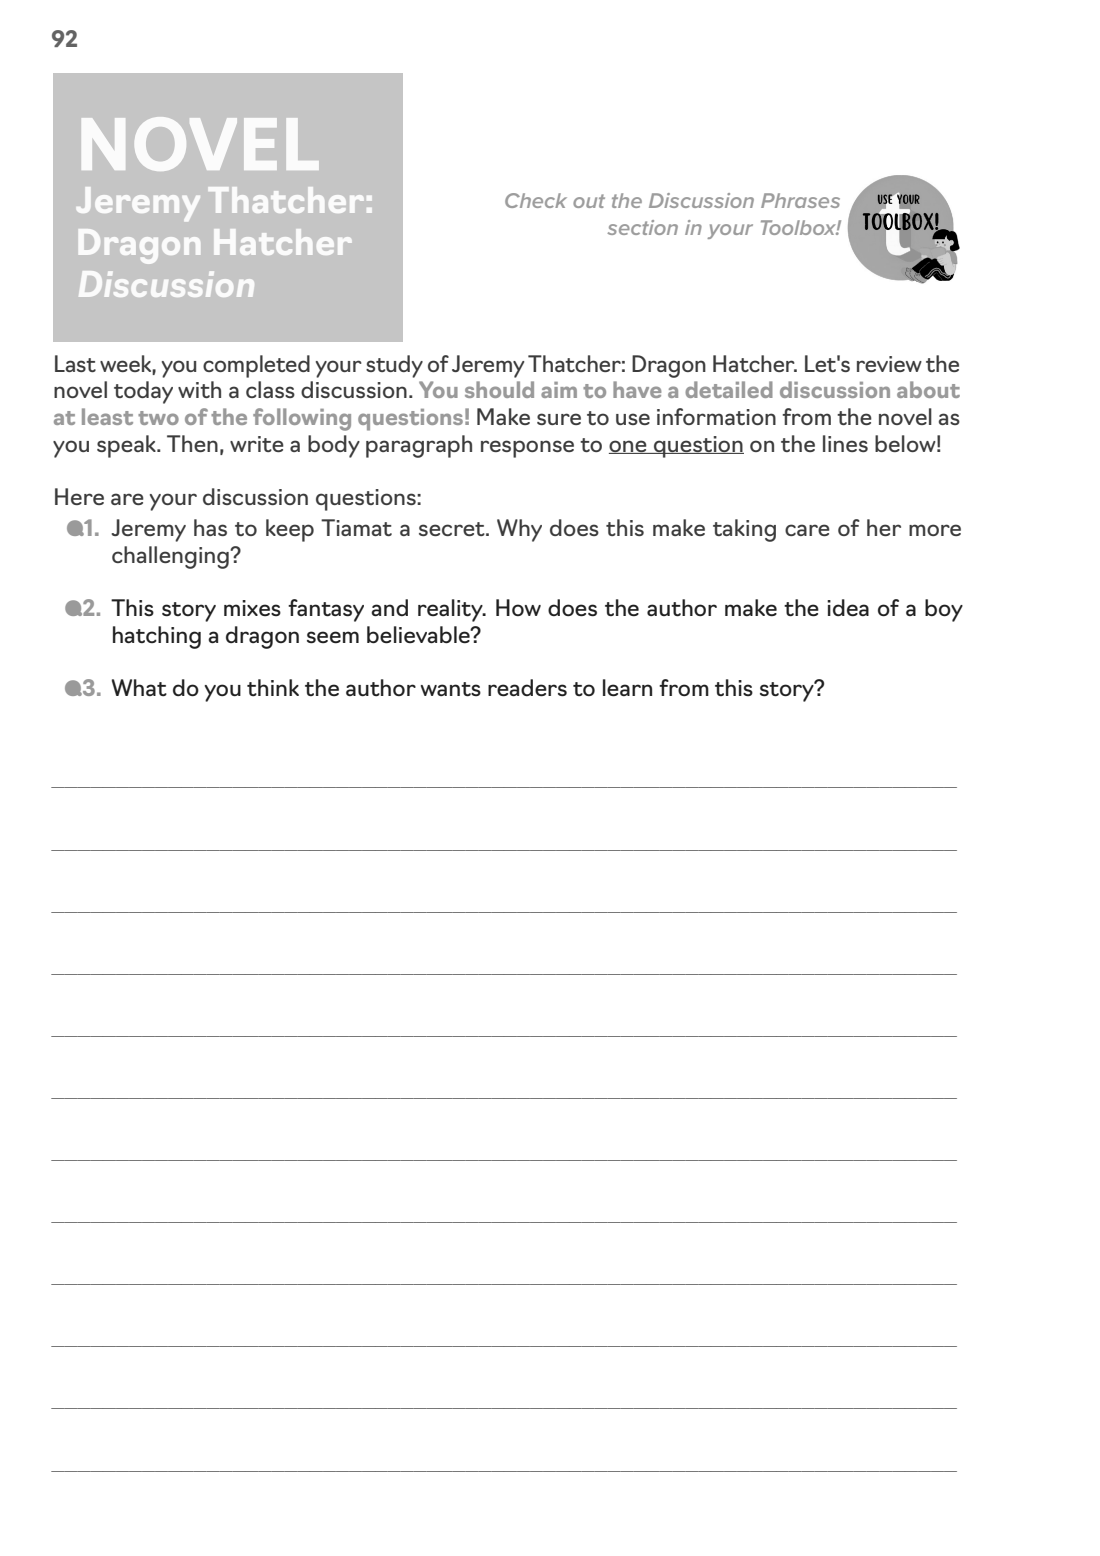 92
NOVEL
Jeremy Thatcher:
Dragon Hatcher
Discussion
Check out the Discussion Phrases
section in your Toolbox!
USE YOUR
t
TOOLBOX!
Last week, you completed your study of Jeremy Thatcher: Dragon Hatcher. Let's review the
novel today with a class discussion. You should aim to have a detailed discussion about
at least two of the following questions! Make sure to use information from the novel as
you speak. Then, write a body paragraph response to one question on the lines below!
Here are your discussion questions:
Q1. Jeremy has to keep Tiamat a secret. Why does this make taking care of her more
challenging?
Q2. This story mixes fantasy and reality. How does the author make the idea of a boy
hatching a dragon seem believable?
Q3. What do you think the author wants readers to learn from this story?